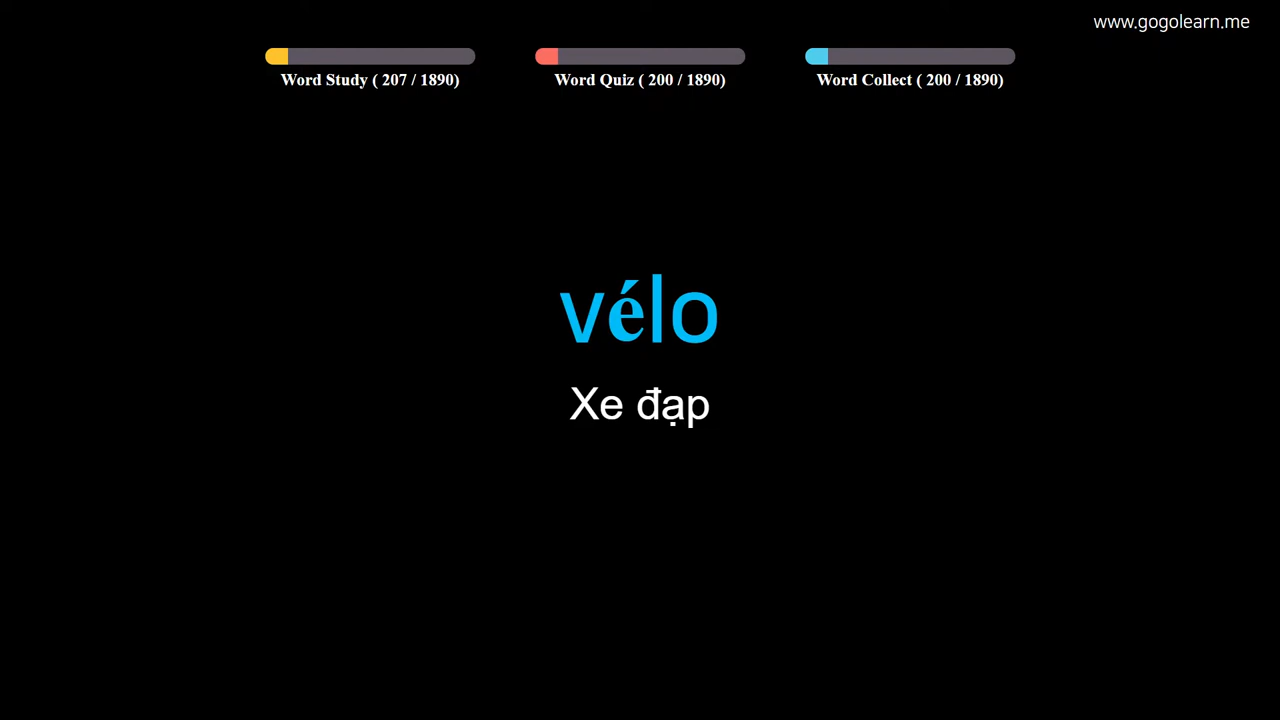 www.gogolearn.me
Word Study ( 207 / 1890)
Word Quiz ( 200 / 1890)
Word Collect ( 200 / 1890)
vélo
Xe đạp